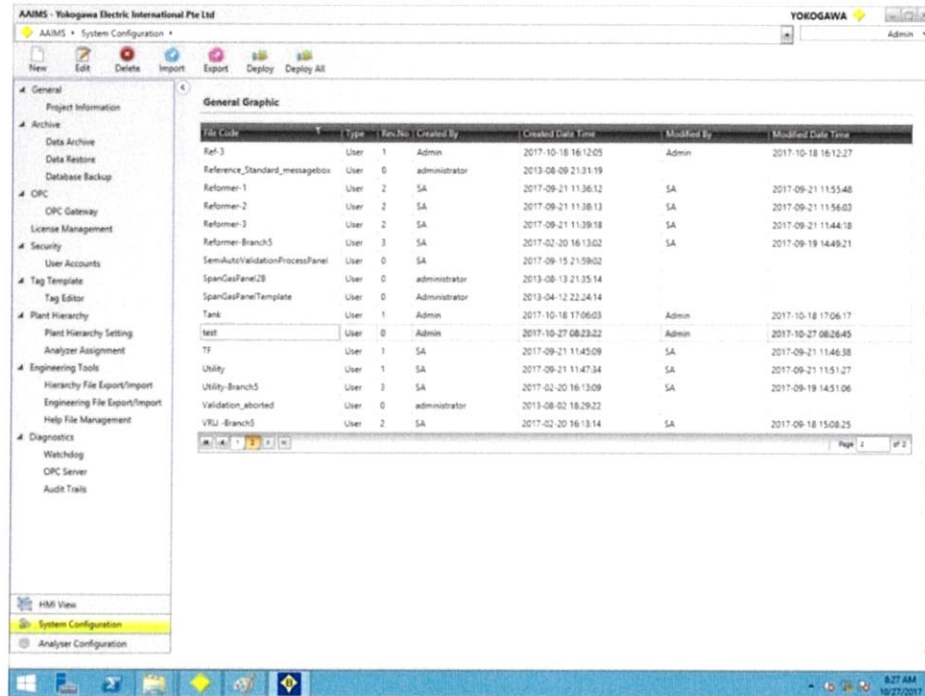 AAIMS - Yokogawa Electric International Pte Ltd
YOKOGAWA
AAIMS System Configuration
Admin
New Edit Delete Import Export Deploy Deploy All
General
Project Information
Archive
Data Archive
Data Restore
Database Backup
OPC
OPC Gateway
License Management
Security
User Accounts
Tag Template
Tag Editor
Plant Hierarchy
Plant Hierarchy Setting
Analyzer Assignment
Engineering Tools
Hierarchy File Export/Import
Engineering File Export/Import
Help File Management
Diagnostics
Watchdog
OPC Server
Audit Trails
HMI View
System Configuration
Analyser Configuration
General Graphic
File Code Type Rev.No Created By Created Date Time Modified By Modified Date Time
Ref-3 User 1 Admin 2017-10-18 16:12:05 Admin 2017-10-18 16:12:27
Reference_Standard_messagebox User 0 administrator 2013-08-09 21:31:19
Reformer-1 User 2 SA 2017-09-21 11:36:12 SA 2017-09-21 11:55:48
Reformer-2 User 2 SA 2017-09-21 11:38:13 SA 2017-09-21 11:56:03
Reformer-3 User 2 SA 2017-09-21 11:39:18 SA 2017-09-21 11:44:18
Reformer-Branch5 User 3 SA 2017-02-20 16:13:02 SA 2017-09-19 14:49:21
SemiAutoValidationProcessPanel User 0 SA 2017-09-15 21:59:02
SpanGasPanel2B User 0 administrator 2013-08-13 21:35:14
SpanGasPanelTemplate User 0 Administrator 2013-04-12 22:24:14
Tank User 1 Admin 2017-10-18 17:06:03 Admin 2017-10-18 17:06:17
test User 0 Admin 2017-10-27 08:23:22 Admin 2017-10-27 08:26:45
TF User 1 SA 2017-09-21 11:45:09 SA 2017-09-21 11:46:38
Utility User 1 SA 2017-09-21 11:47:34 SA 2017-09-21 11:51:27
Utility-Branch5 User 3 SA 2017-02-20 16:13:09 SA 2017-09-19 14:51:06
Validation_aborted User 0 administrator 2013-08-02 18:29:22
VRU -Branch5 User 2 SA 2017-02-20 16:13:14 SA 2017-09-18 15:08:25
1 2 Page 2 of 2
8:27 AM
10/27/2017